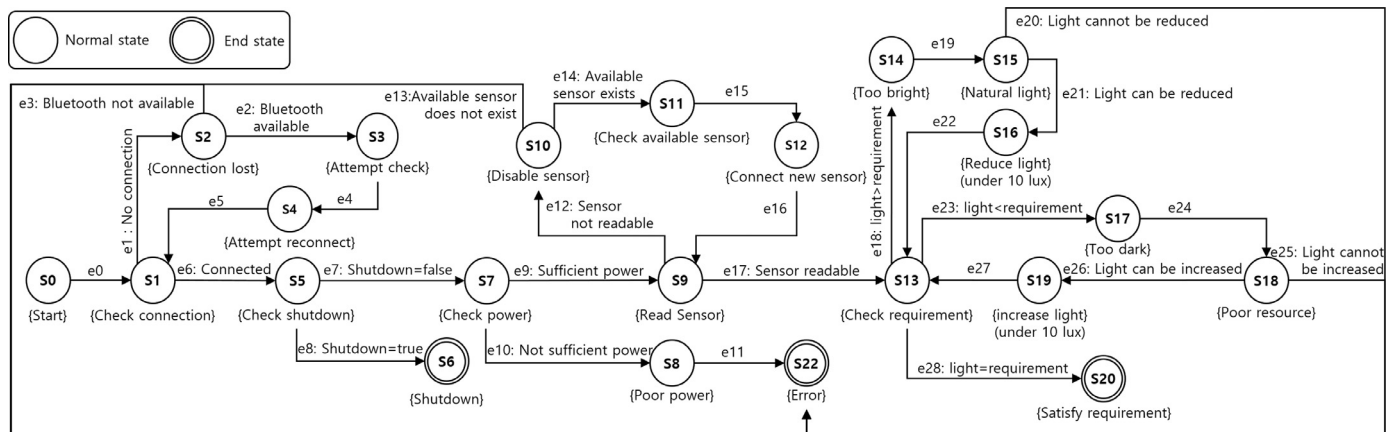 Normal state
End state
e20: Light cannot be reduced
e19
S14
S15
{Too bright}
{Natural light}
e3: Bluetooth not available
e2: Bluetooth
available
e13:Available sensor
does not exist
e14: Available
sensor exists
S11
e15
{Check available sensor}
e21: Light can be reduced
S2
{Connection lost}
S3
{Attempt check}
S10
{Disable sensor}
S12
{Connect new sensor}
e22
S16
{Reduce light}
(under 10 lux)
e1 : No connection
e5
S4
e4
{Attempt reconnect}
e12: Sensor
not readable
e16
e18: light>requirement
e23: light<requirement
S17
e24
{Too dark}
S0
{Start}
e0
S1
{Check connection}
e6: Connected
S5
{Check shutdown}
e7: Shutdown=false
S7
{Check power}
e9: Sufficient power
S9
{Read Sensor}
e17: Sensor readable
S13
{Check requirement}
e27
S19
{increase light}
(under 10 lux)
e26: Light can be increased
S18
{Poor resource}
e25: Light cannot
be increased
e8: Shutdown=true
S6
{Shutdown}
e10: Not sufficient power
S8
{Poor power}
e11
S22
{Error}
e28: light=requirement
S20
{Satisfy requirement}